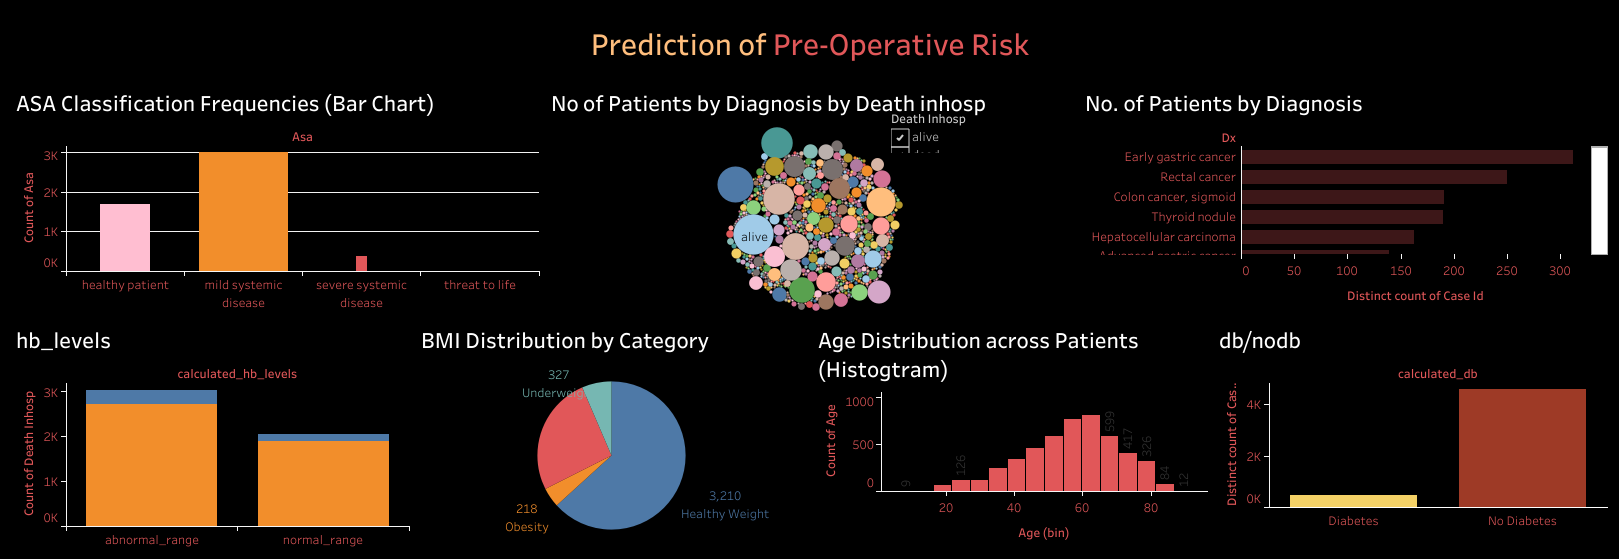 Prediction of Pre-Operative Risk
ASA Classification Frequencies (Bar Chart)
Asa
Count of Asa
3K
2K
1K
0K
healthy patient
mild systemic
disease
severe systemic
disease
threat to life
No of Patients by Diagnosis by Death inhosp
Death Inhosp
alive
alive
No. of Patients by Diagnosis
Dx
Early gastric cancer
Rectal cancer
Colon cancer, sigmoid
Thyroid nodule
Hepatocellular carcinoma
0
50
100
150
200
250
300
Distinct count of Case Id
hb_levels
calculated_hb_levels
Count of Death Inhosp
3K
2K
1K
0K
abnormal_range
normal_range
BMI Distribution by Category
327
Underweig
218
Obesity
3,210
Healthy Weight
Age Distribution across Patients
(Histogtram)
Count of Age
1000
500
0
9
126
599
417
326
84
12
20
40
60
80
Age (bin)
db/nodb
calculated_db
Distinct count of Cas..
4K
2K
0K
Diabetes
No Diabetes